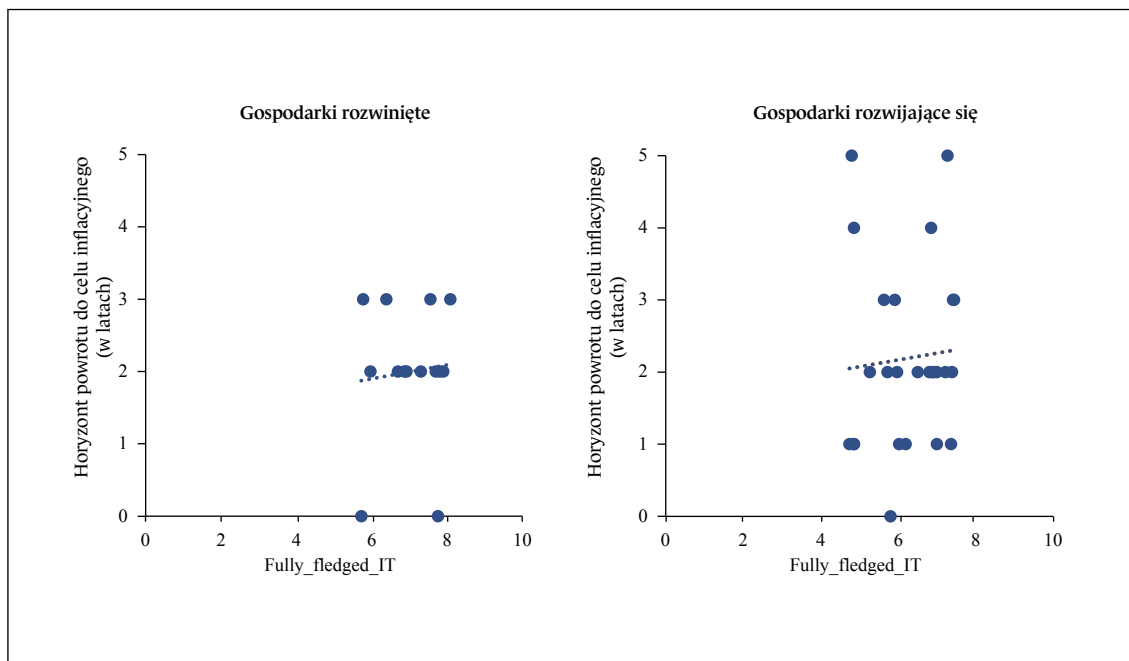 Gospodarki rozwinięte
Horyzont powrotu do celu inflacyjnego
(w latach)
5
4
3
2
1
0
0 2 4 6 8 10
Fully_fledged_IT
Gospodarki rozwijające się
Horyzont powrotu do celu inflacyjnego
(w latach)
5
4
3
2
1
0
0 2 4 6 8 10
Fully_fledged_IT